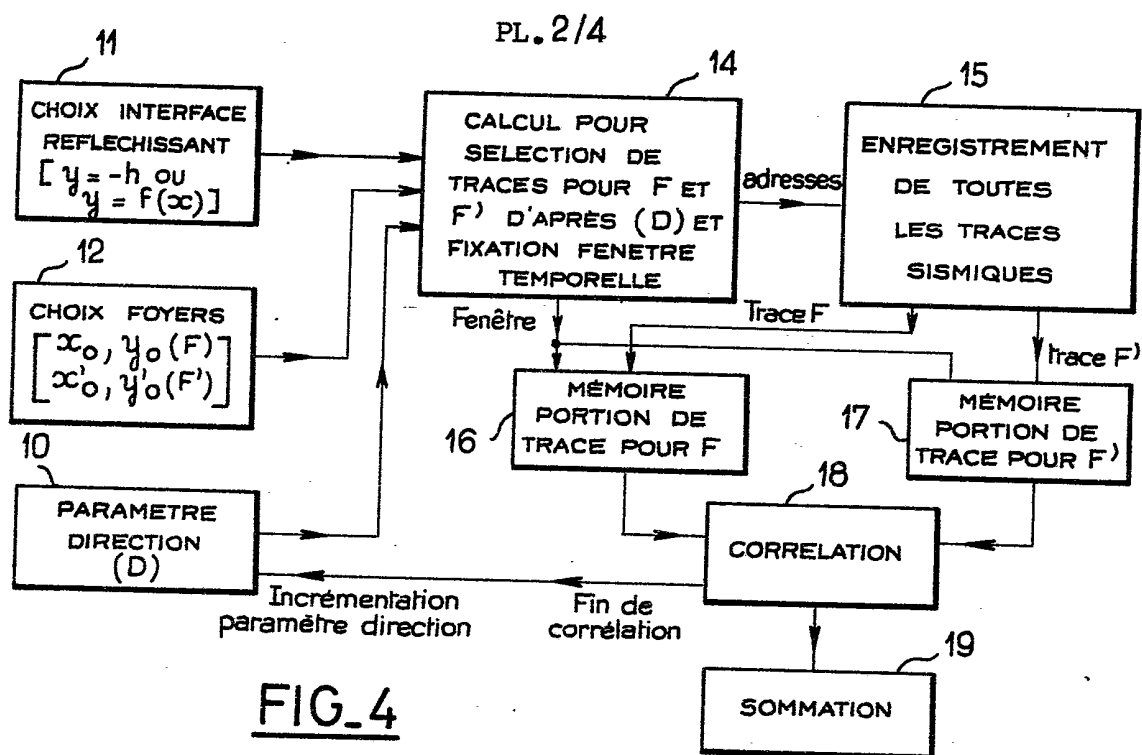 PL.2/4
11
CHOIX INTERFACE
REFLECHISSANT
[ y = -h OU
y = f(x) ]
12
CHOIX FOYERS
[ x₀, y₀ (F) ]
[ x'₀, y'₀ (F') ]
10
PARAMETRE
DIRECTION
(D)
14
CALCUL POUR
SELECTION DE
TRACES POUR F ET
F' D'APRÈS (D) ET
FIXATION FENETRE
TEMPORELLE
adresses
15
ENREGISTREMENT
DE TOUTES
LES TRACES
SISMIQUES
Fenêtre
Trace F
trace F'
16
MÉMOIRE
PORTION DE
TRACE POUR F
17
MÉMOIRE
PORTION DE
TRACE POUR F'
18
CORRELATION
Incrémentation
paramètre direction
Fin de
corrélation
19
SOMMATION
FIG_4